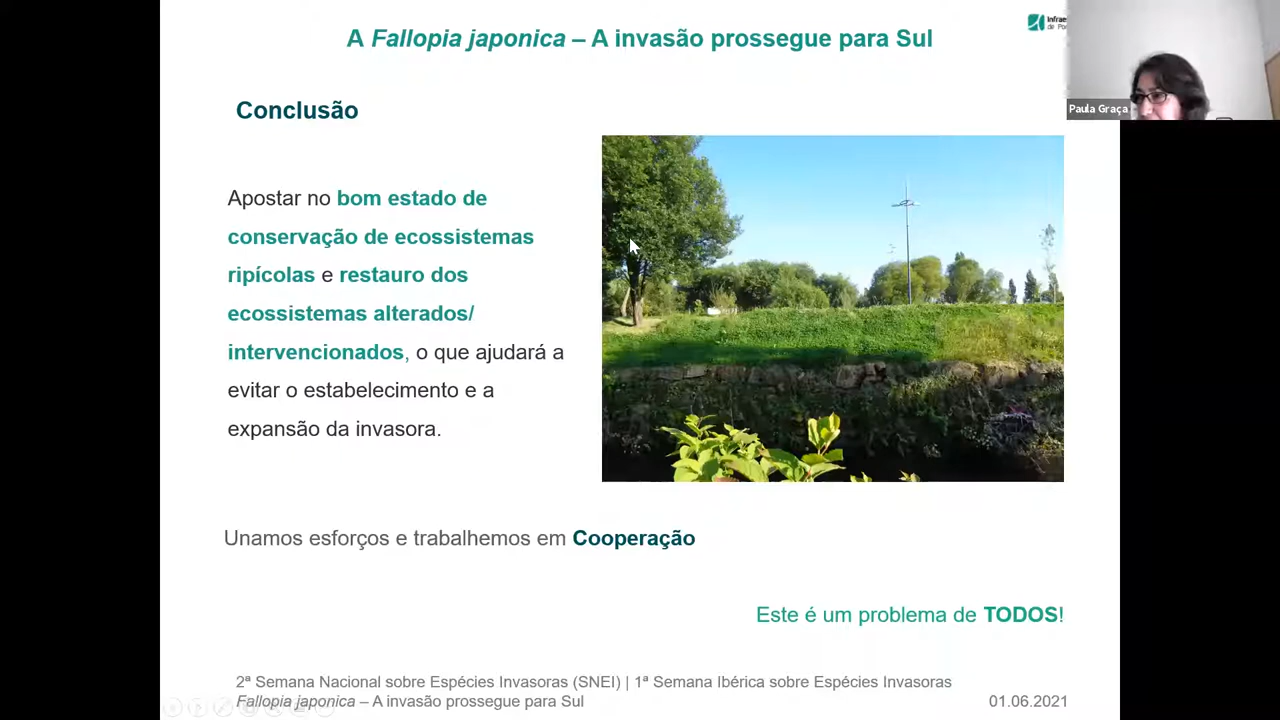 A Fallopia japonica – A invasão prossegue para Sul
Paula Graça
Conclusão
Apostar no bom estado de
conservação de ecossistemas
ripícolas e restauro dos
ecossistemas alterados/
intervencionados, o que ajudará a
evitar o estabelecimento e a
expansão da invasora.
Unamos esforços e trabalhemos em Cooperação
Este é um problema de TODOS!
2ª Semana Nacional sobre Espécies Invasoras (SNEI) | 1ª Semana Ibérica sobre Espécies Invasoras
Fallopia japonica – A invasão prossegue para Sul
01.06.2021